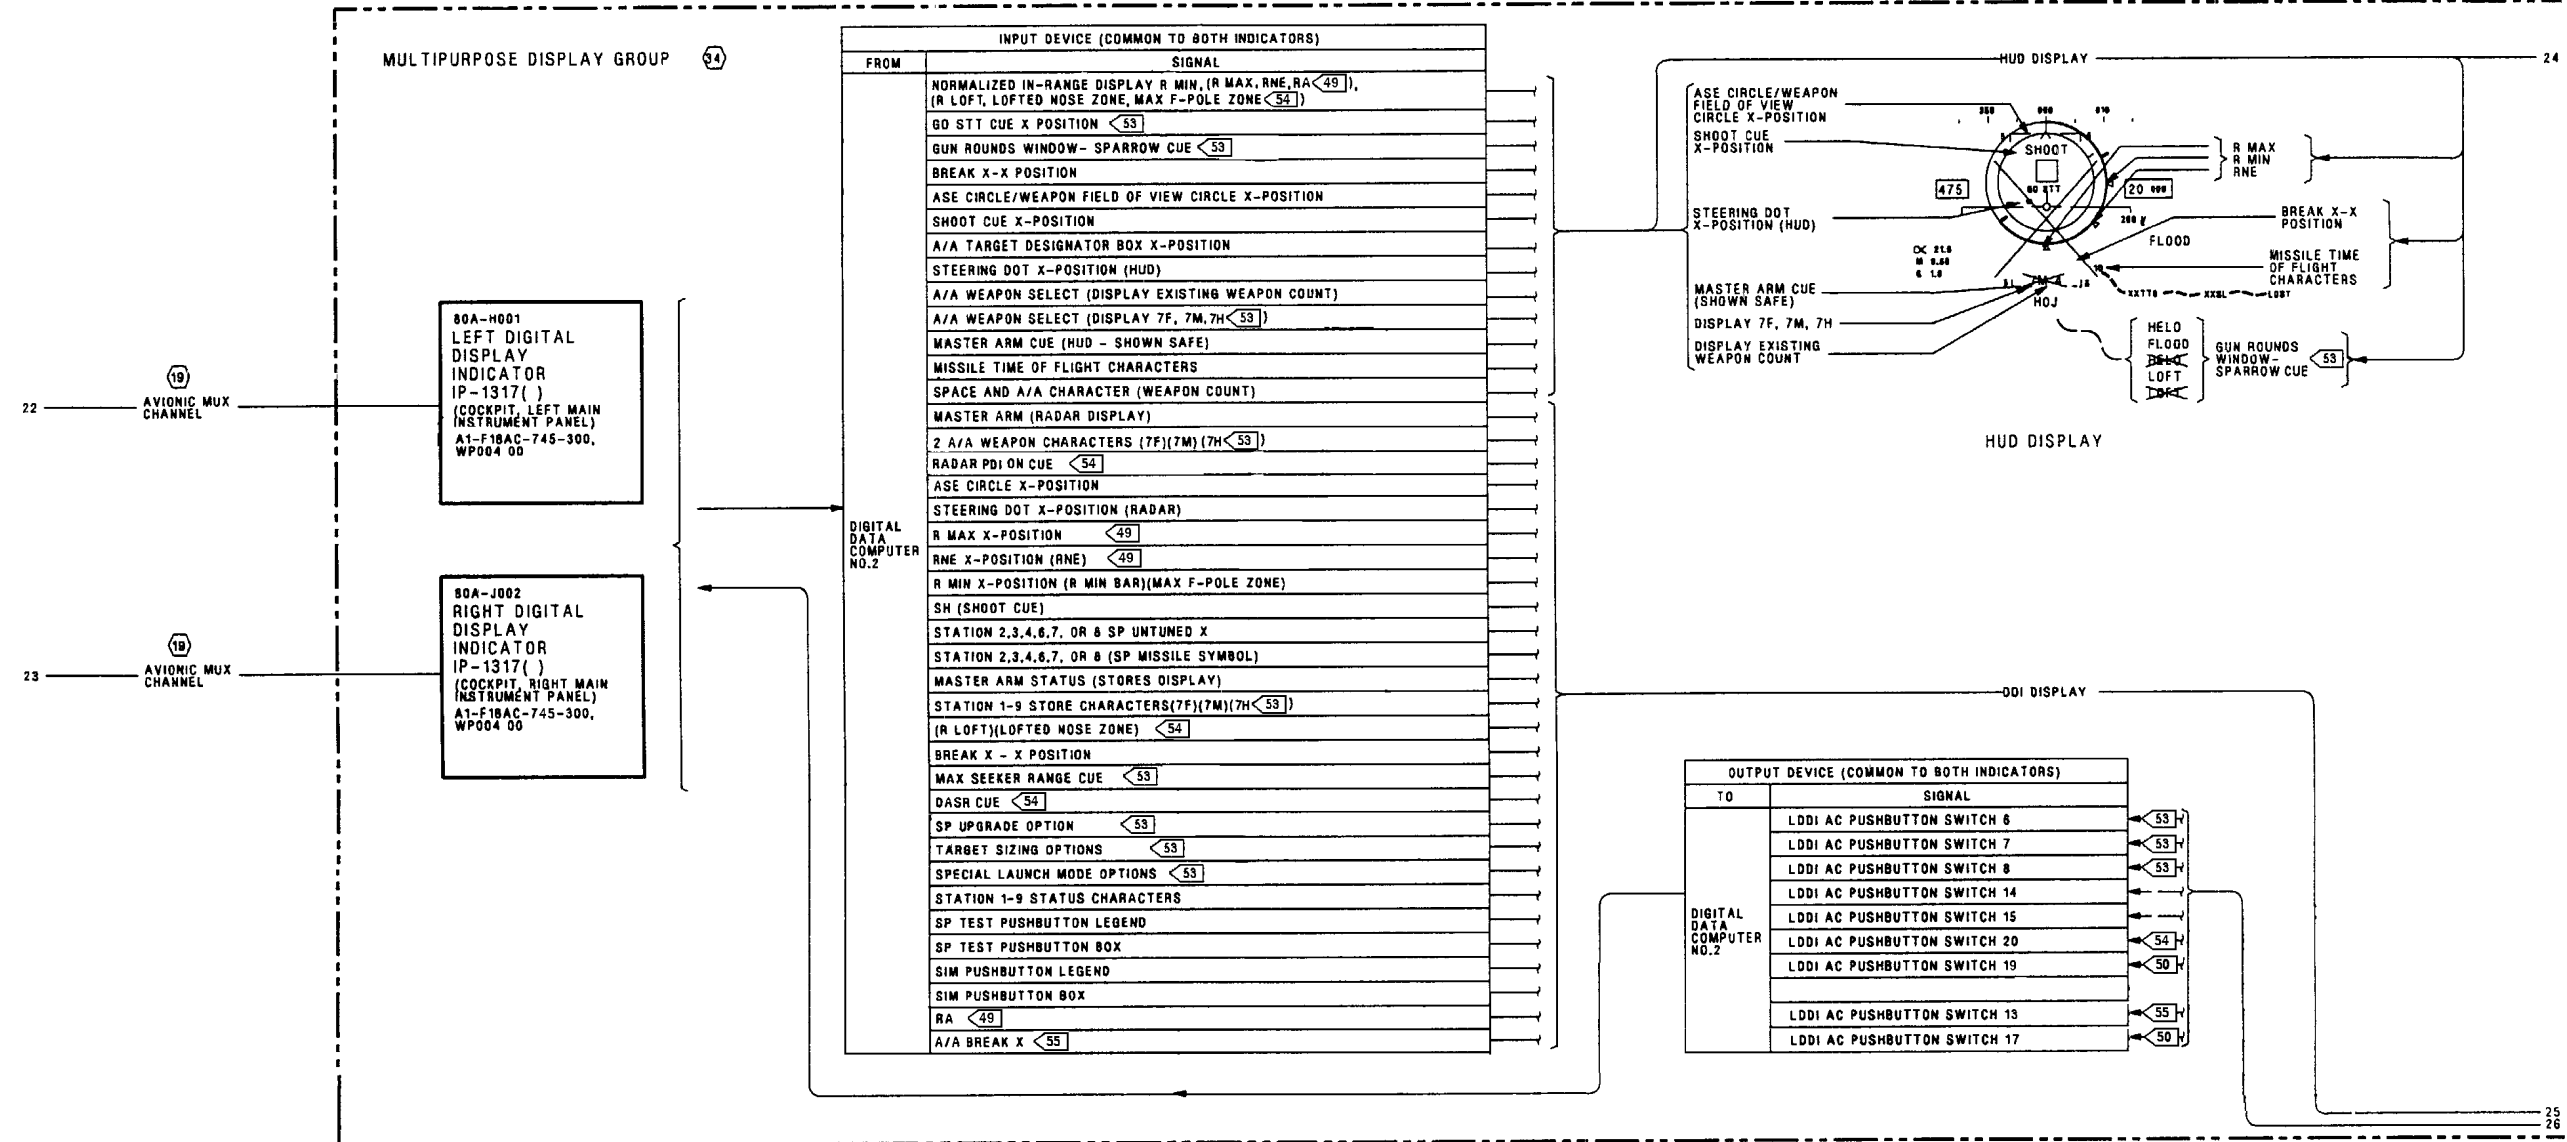 MULTIPURPOSE DISPLAY GROUP 34
22
19
AVIONIC MUX
CHANNEL
80A-H001
LEFT DIGITAL
DISPLAY
INDICATOR
IP-1317( )
(COCKPIT, LEFT MAIN
INSTRUMENT PANEL)
A1-F18AC-745-300,
WP004 00
23
19
AVIONIC MUX
CHANNEL
80A-J002
RIGHT DIGITAL
DISPLAY
INDICATOR
IP-1317( )
(COCKPIT, RIGHT MAIN
INSTRUMENT PANEL)
A1-F18AC-745-300,
WP004 00
INPUT DEVICE (COMMON TO BOTH INDICATORS)
FROM SIGNAL
DIGITAL
DATA
COMPUTER
NO.2
NORMALIZED IN-RANGE DISPLAY R MIN, (R MAX, RNE, RA 49 ),
(R LOFT, LOFTED NOSE ZONE, MAX F-POLE ZONE 54 )
GO STT CUE X POSITION 53
GUN ROUNDS WINDOW- SPARROW CUE 53
BREAK X-X POSITION
ASE CIRCLE/WEAPON FIELD OF VIEW CIRCLE X-POSITION
SHOOT CUE X-POSITION
A/A TARGET DESIGNATOR BOX X-POSITION
STEERING DOT X-POSITION (HUD)
A/A WEAPON SELECT (DISPLAY EXISTING WEAPON COUNT)
A/A WEAPON SELECT (DISPLAY 7F, 7M, 7H 53 )
MASTER ARM CUE (HUD - SHOWN SAFE)
MISSILE TIME OF FLIGHT CHARACTERS
SPACE AND A/A CHARACTER (WEAPON COUNT)
MASTER ARM (RADAR DISPLAY)
2 A/A WEAPON CHARACTERS (7F)(7M)(7H 53 )
RADAR PDI ON CUE 54
ASE CIRCLE X-POSITION
STEERING DOT X-POSITION (RADAR)
R MAX X-POSITION 49
RNE X-POSITION (RNE) 49
R MIN X-POSITION (R MIN BAR)(MAX F-POLE ZONE)
SH (SHOOT CUE)
STATION 2,3,4,6,7, OR 8 SP UNTUNED X
STATION 2,3,4,6,7, OR 8 (SP MISSILE SYMBOL)
MASTER ARM STATUS (STORES DISPLAY)
STATION 1-9 STORE CHARACTERS(7F)(7M)(7H 53 )
(R LOFT)(LOFTED NOSE ZONE) 54
BREAK X - X POSITION
MAX SEEKER RANGE CUE 53
DASR CUE 54
SP UPGRADE OPTION 53
TARGET SIZING OPTIONS 53
SPECIAL LAUNCH MODE OPTIONS 53
STATION 1-9 STATUS CHARACTERS
SP TEST PUSHBUTTON LEGEND
SP TEST PUSHBUTTON BOX
SIM PUSHBUTTON LEGEND
SIM PUSHBUTTON BOX
RA 49
A/A BREAK X 55
HUD DISPLAY
24
ASE CIRCLE/WEAPON
FIELD OF VIEW
CIRCLE X-POSITION
SHOOT CUE
X-POSITION
STEERING DOT
X-POSITION (HUD)
MASTER ARM CUE
(SHOWN SAFE)
DISPLAY 7F, 7M, 7H
DISPLAY EXISTING
WEAPON COUNT
SHOOT
475
GO STT
20
FLOOD
HOJ
XXTTG
XXSL
LOST
R MAX
R MIN
RNE
BREAK X-X
POSITION
MISSILE TIME
OF FLIGHT
CHARACTERS
HELO
FLOOD
HELO
LOFT
LOFT
GUN ROUNDS
WINDOW-
SPARROW CUE 53
HUD DISPLAY
DDI DISPLAY
OUTPUT DEVICE (COMMON TO BOTH INDICATORS)
TO SIGNAL
DIGITAL
DATA
COMPUTER
NO.2
LDDI AC PUSHBUTTON SWITCH 6 53
LDDI AC PUSHBUTTON SWITCH 7 53
LDDI AC PUSHBUTTON SWITCH 8 53
LDDI AC PUSHBUTTON SWITCH 14
LDDI AC PUSHBUTTON SWITCH 15
LDDI AC PUSHBUTTON SWITCH 20 54
LDDI AC PUSHBUTTON SWITCH 19 50
LDDI AC PUSHBUTTON SWITCH 13 55
LDDI AC PUSHBUTTON SWITCH 17 50
25
26